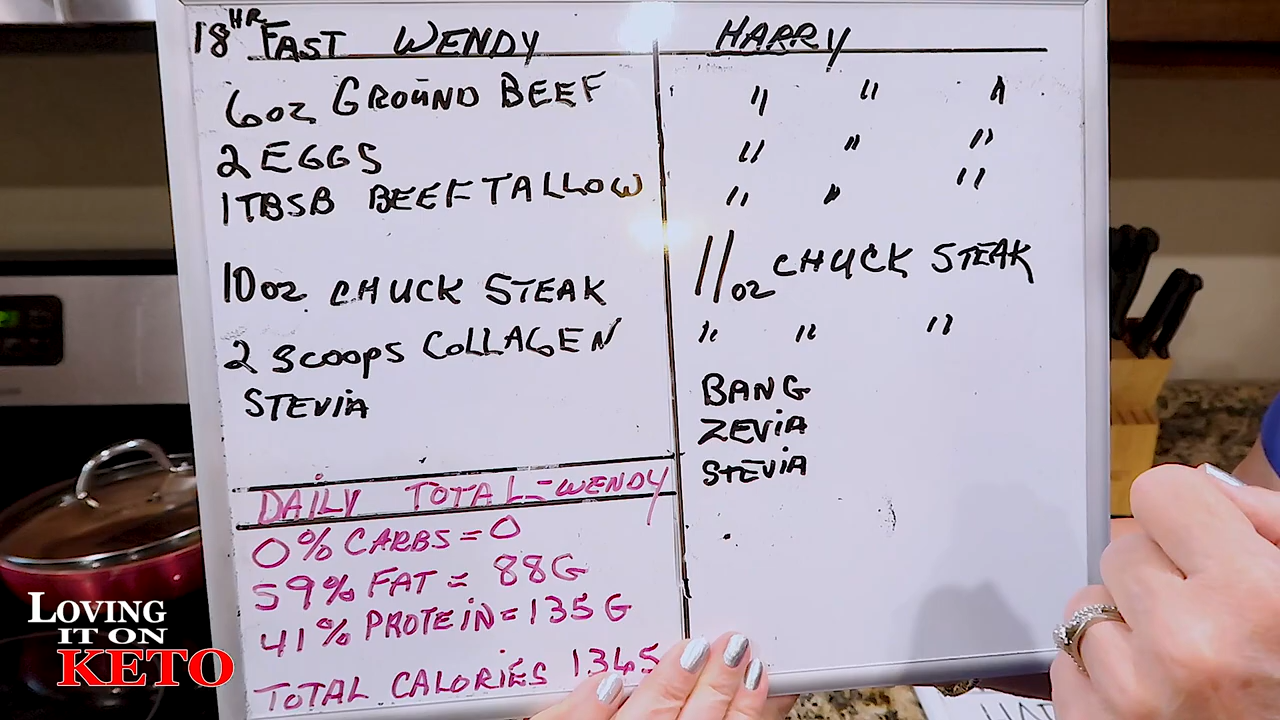 18HR FAST WENDY
6oz GROUND BEEF
2 EGGS
1TBSB BEEF TALLOW
10oz CHUCK STEAK
2 Scoops COLLAGEN
STEVIA
DAILY TOTAL-WENDY
0% CARBS = 0
59% FAT = 88G
41% PROTEIN = 135G
TOTAL CALORIES 1345
HARRY
" " "
" " "
" " "
11oz CHUCK STEAK
" " "
BANG
ZEVIA
STEVIA
LOVING
IT ON
KETO